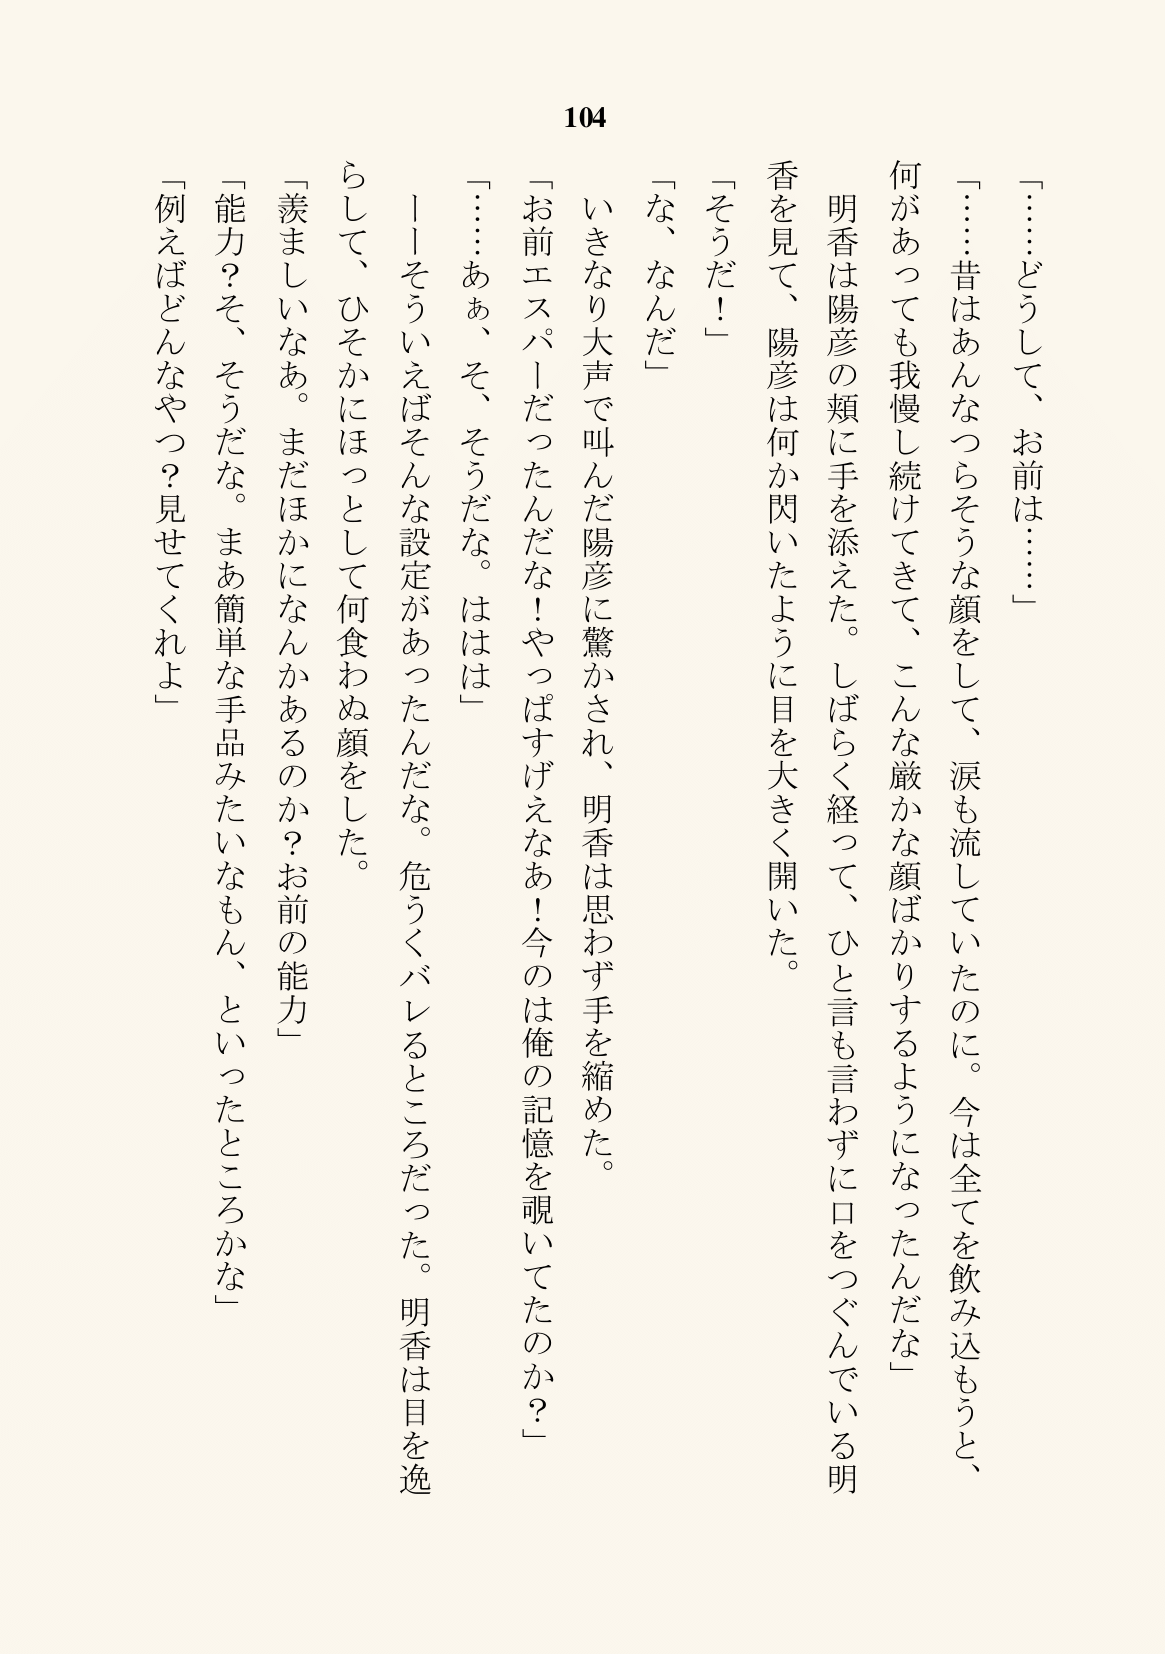 104
「……どうして、お前は……」
「……昔はあんなつらそうな顔をして、涙も流していたのに。今は全てを飲み込もうと、
何があっても我慢し続けてきて、こんな厳かな顔ばかりするようになったんだな」
　明香は陽彦の頬に手を添えた。しばらく経って、ひと言も言わずに口をつぐんでいる明
香を見て、陽彦は何か閃いたように目を大きく開いた。
「そうだ！」
「な、なんだ」
　いきなり大声で叫んだ陽彦に驚かされ、明香は思わず手を縮めた。
「お前エスパーだったんだな！やっぱすげえなあ！今のは俺の記憶を覗いてたのか？」
「……あぁ、そ、そうだな。ははは」
　ーーそういえばそんな設定があったんだな。危うくバレるところだった。明香は目を逸
らして、ひそかにほっとして何食わぬ顔をした。
「羨ましいなあ。まだほかになんかあるのか？お前の能力」
「能力？そ、そうだな。まあ簡単な手品みたいなもん、といったところかな」
「例えばどんなやつ？見せてくれよ」